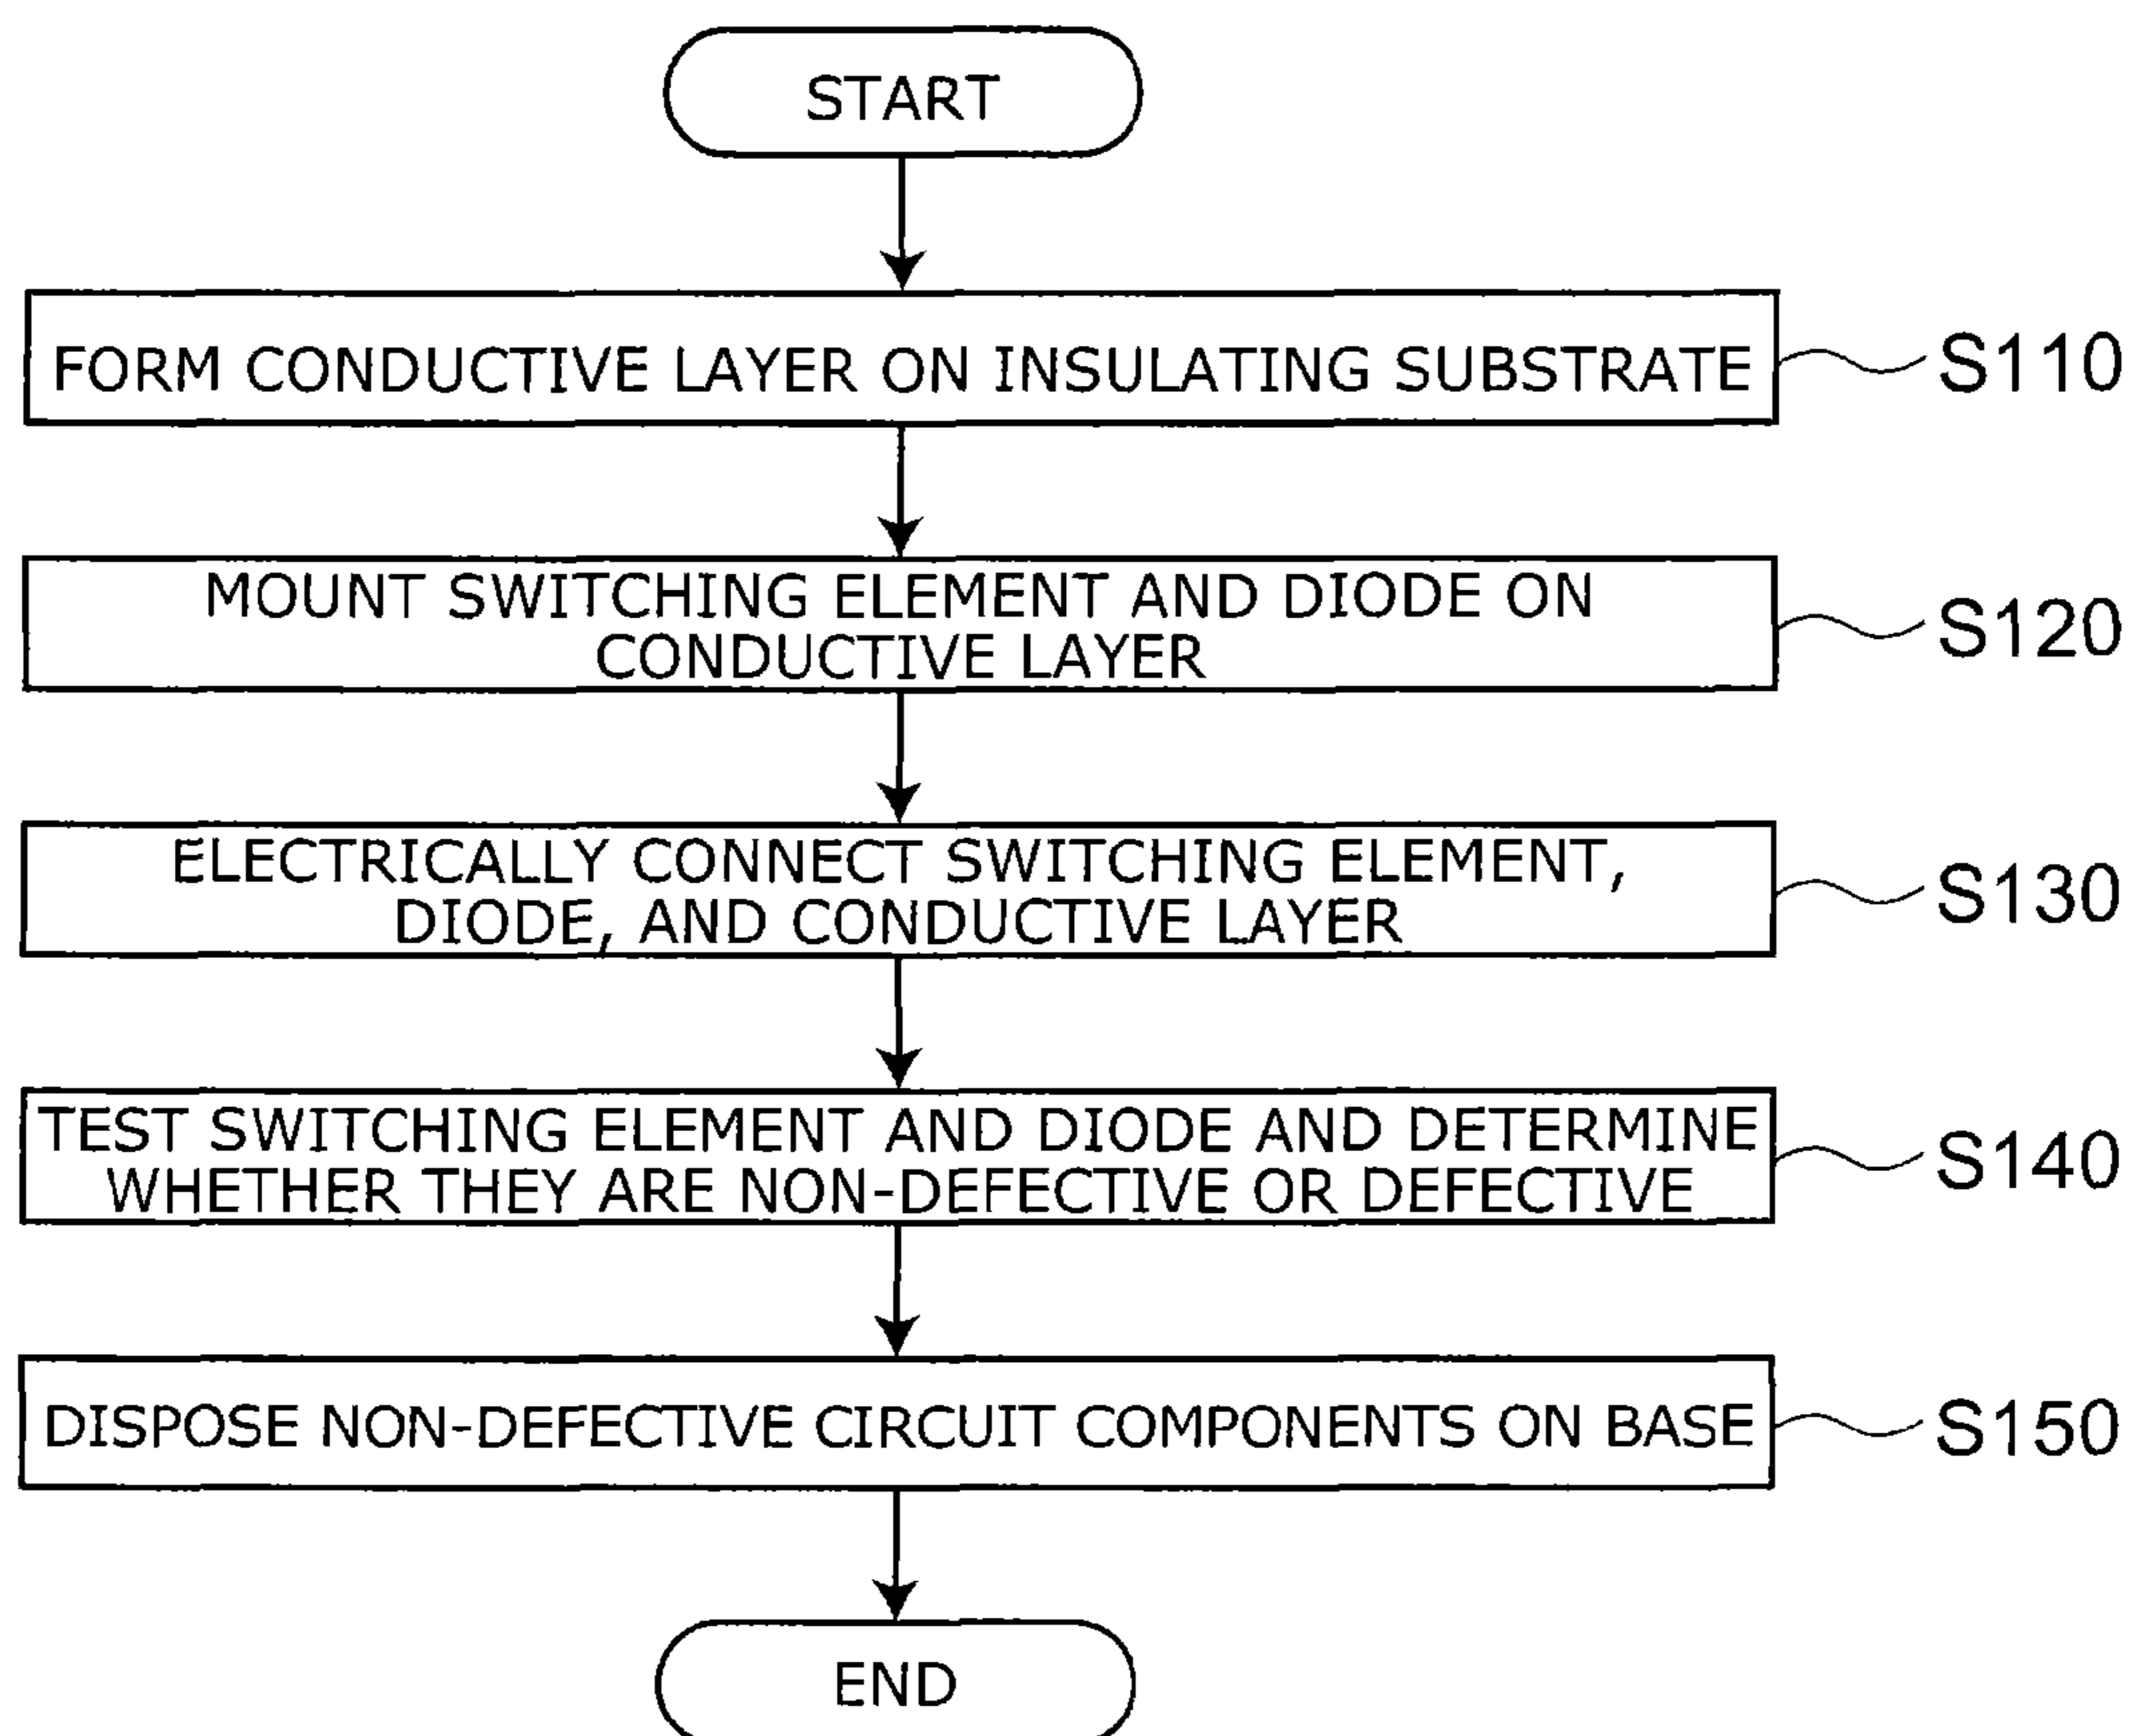 START
FORM CONDUCTIVE LAYER ON INSULATING SUBSTRATE
S110
MOUNT SWITCHING ELEMENT AND DIODE ON
CONDUCTIVE LAYER
S120
ELECTRICALLY CONNECT SWITCHING ELEMENT,
DIODE, AND CONDUCTIVE LAYER
S130
TEST SWITCHING ELEMENT AND DIODE AND DETERMINE
WHETHER THEY ARE NON-DEFECTIVE OR DEFECTIVE
S140
DISPOSE NON-DEFECTIVE CIRCUIT COMPONENTS ON BASE
S150
END